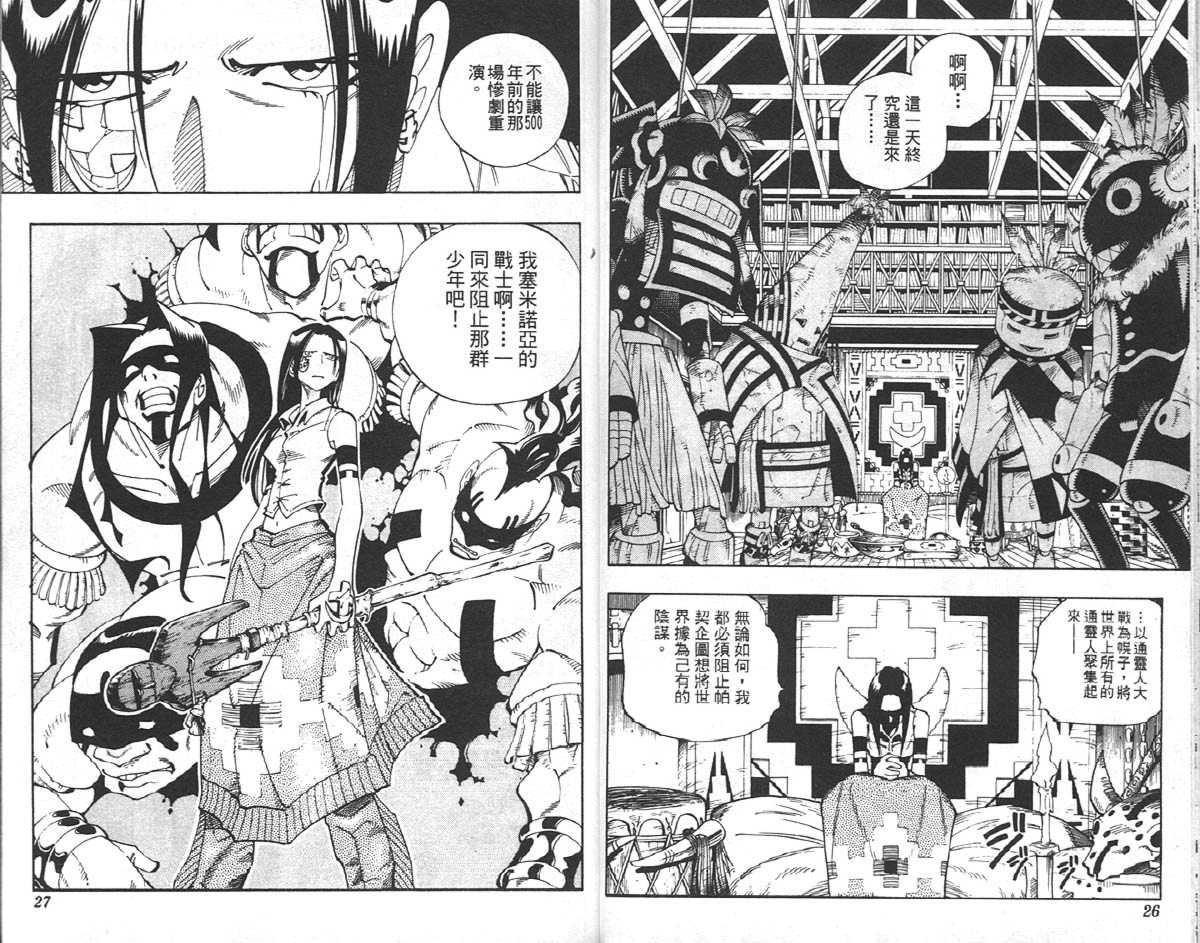 啊啊…
這一天終
究還是來
了……
…以通靈人大
戰為幌子，將
世界上所有的
通靈人聚集起
來——
無論如何，我
都必須阻止帕
契企圖想將世
界據為己有的
陰謀。
26
不能讓500
年前的那
場慘劇重
演。
我塞米諾亞的
戰士啊……一
同來阻止那群
少年吧！
27